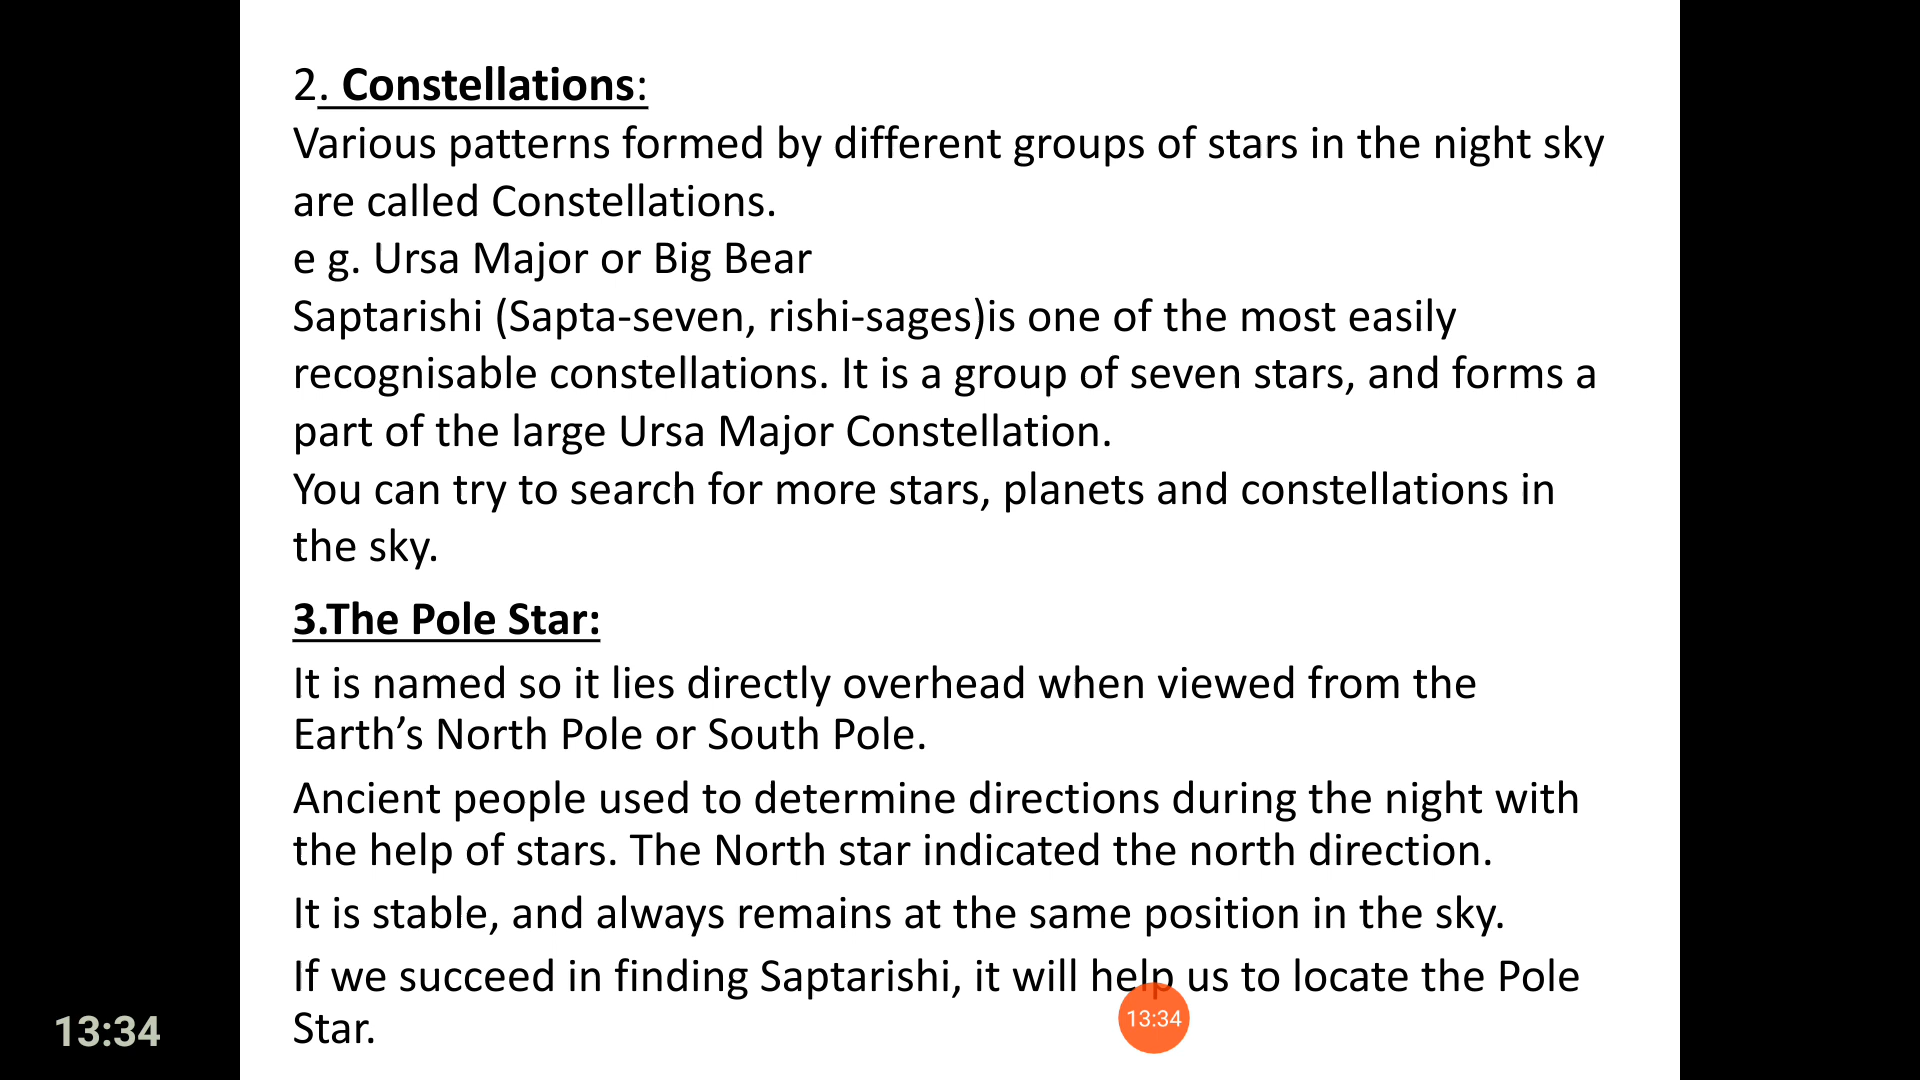 2. Constellations:
Various patterns formed by different groups of stars in the night sky
are called Constellations.
e g. Ursa Major or Big Bear
Saptarishi (Sapta-seven, rishi-sages)is one of the most easily
recognisable constellations. It is a group of seven stars, and forms a
part of the large Ursa Major Constellation.
You can try to search for more stars, planets and constellations in
the sky.
3.The Pole Star:
It is named so it lies directly overhead when viewed from the
Earth’s North Pole or South Pole.
Ancient people used to determine directions during the night with
the help of stars. The North star indicated the north direction.
It is stable, and always remains at the same position in the sky.
If we succeed in finding Saptarishi, it will help us to locate the Pole
Star.
13:34
13:34